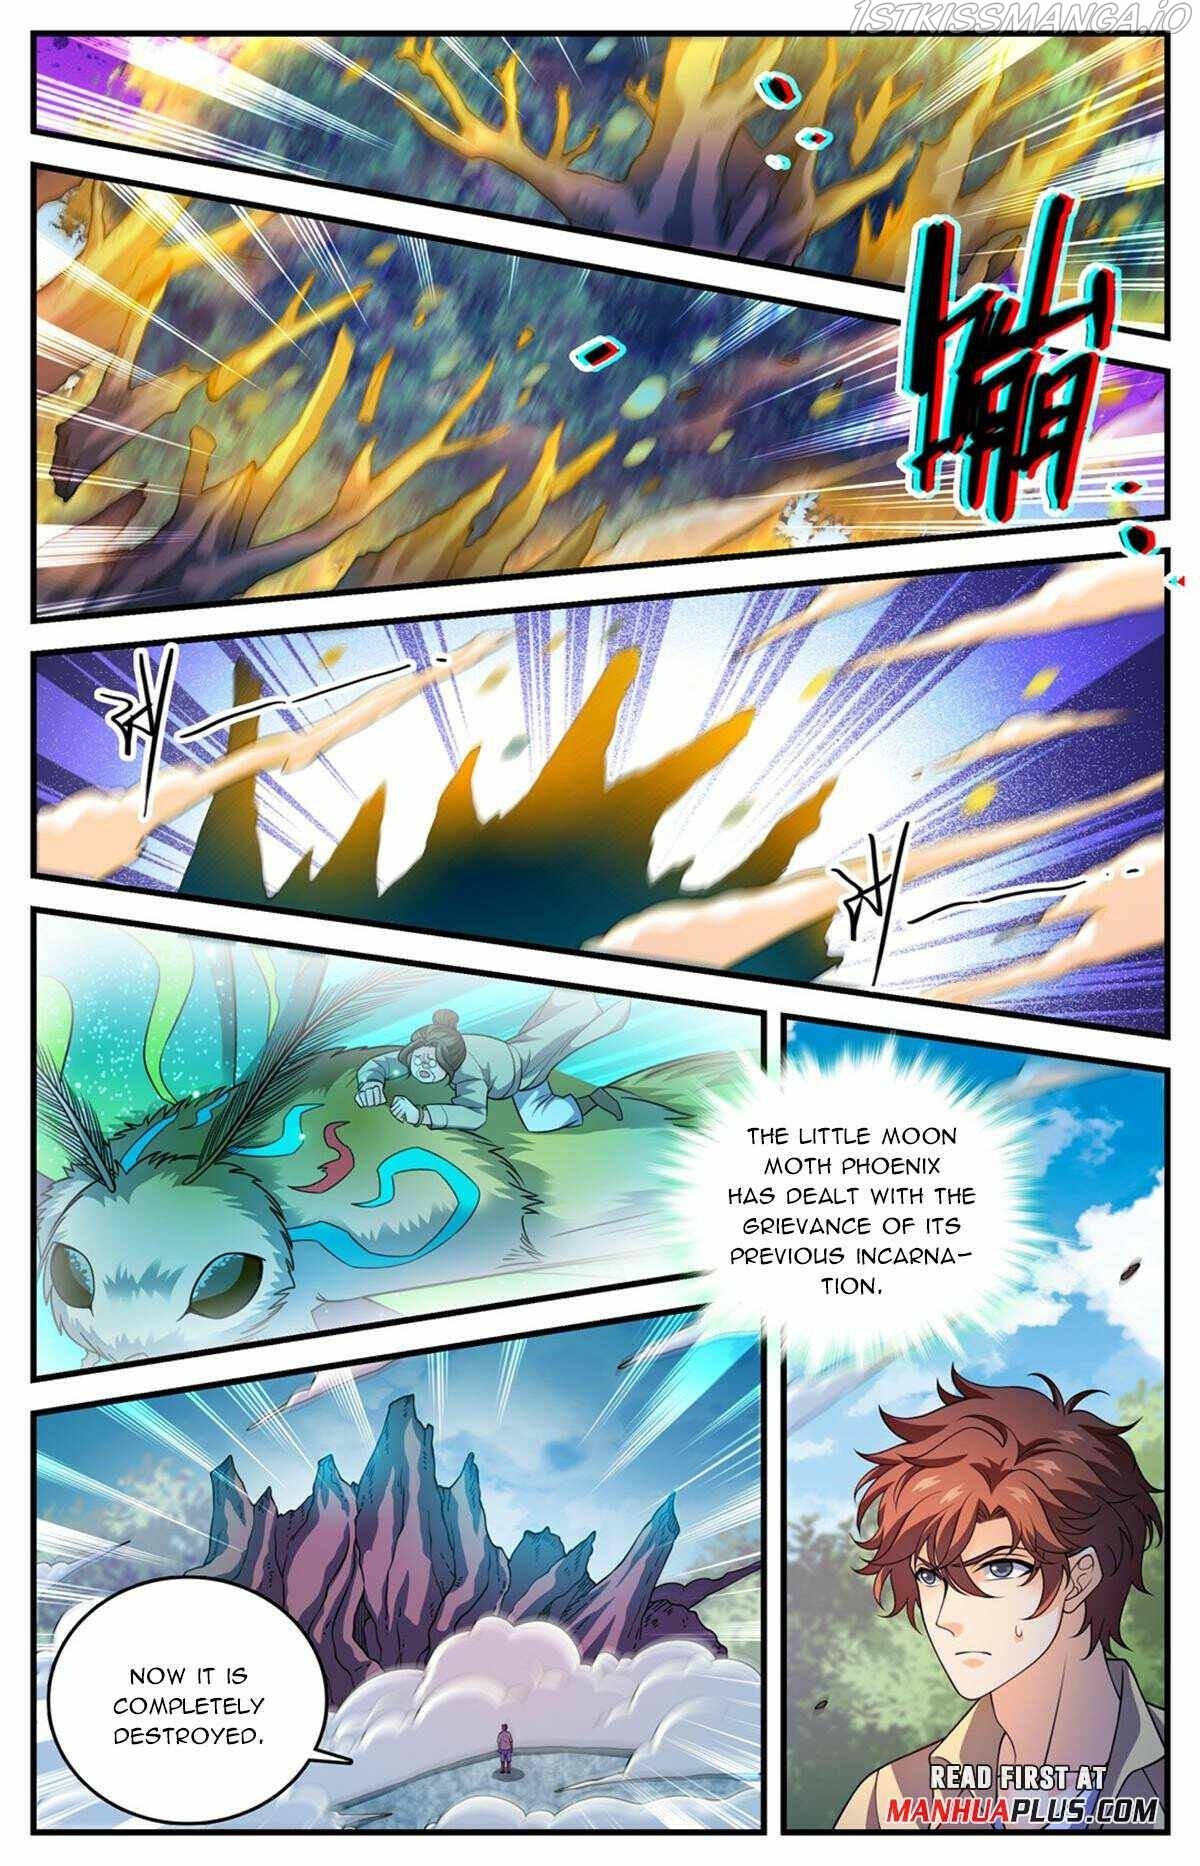 1STKISSMANGA.IO
崩
THE LITTLE MOON
MOTH PHOENIX
HAS DEALT WITH THE
GRIEVANCE OF ITS
PREVIOUS INCARNA-
TION.
NOW IT IS
COMPLETELY
DESTROYED.
READ FIRST AT
MANHUAPLUS.COM